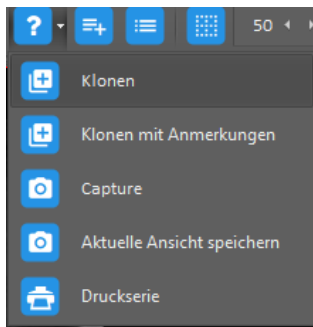 ?
50
Klonen
Klonen mit Anmerkungen
Capture
Aktuelle Ansicht speichern
Druckserie